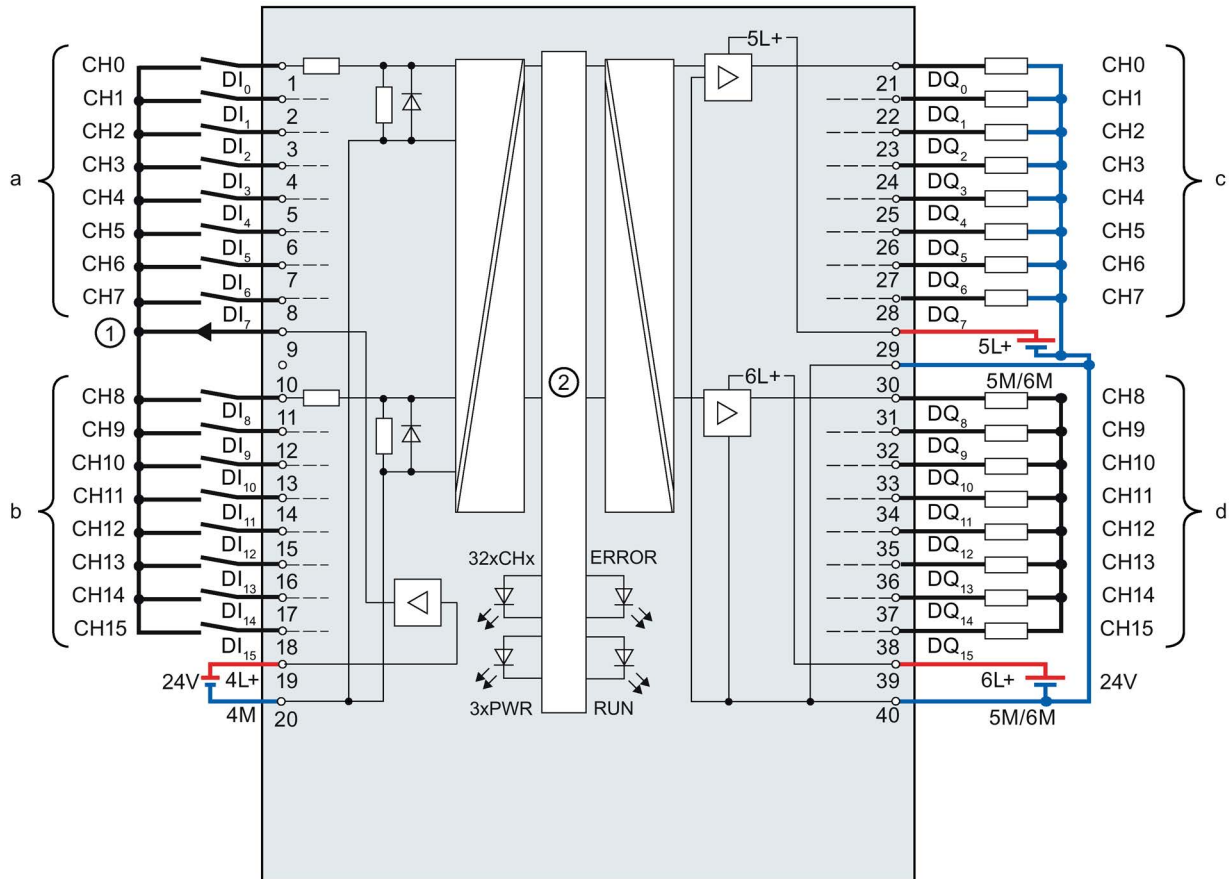 a
CH0
CH1
CH2
CH3
CH4
CH5
CH6
CH7
DI0
DI1
DI2
DI3
DI4
DI5
DI6
DI7
1
2
3
4
5
6
7
8
①
9
b
CH8
CH9
CH10
CH11
CH12
CH13
CH14
CH15
DI8
DI9
DI10
DI11
DI12
DI13
DI14
DI15
10
11
12
13
14
15
16
17
18
24V 4L+
19
4M
20
②
32xCHx ERROR
3xPWR RUN
5L+
6L+
21
22
23
24
25
26
27
28
29
DQ0
DQ1
DQ2
DQ3
DQ4
DQ5
DQ6
DQ7
CH0
CH1
CH2
CH3
CH4
CH5
CH6
CH7
c
5L+
5M/6M
30
31
32
33
34
35
36
37
38
39
40
DQ8
DQ9
DQ10
DQ11
DQ12
DQ13
DQ14
DQ15
CH8
CH9
CH10
CH11
CH12
CH13
CH14
CH15
d
6L+ 24V
5M/6M